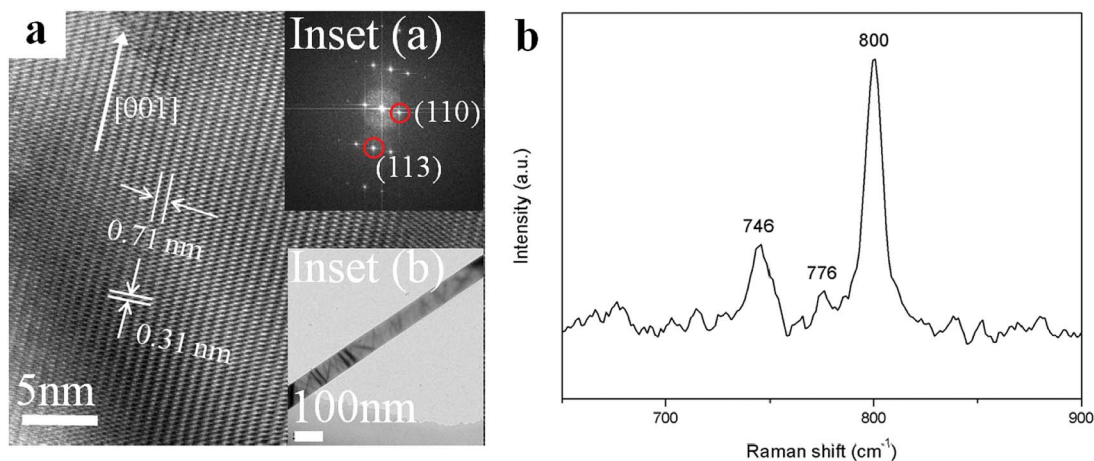 a
[001]
0.71 nm
0.31 nm
5nm
Inset (a)
(110)
(113)
Inset (b)
100nm
b
800
746
776
Intensity (a.u.)
700
800
900
Raman shift (cm⁻¹)